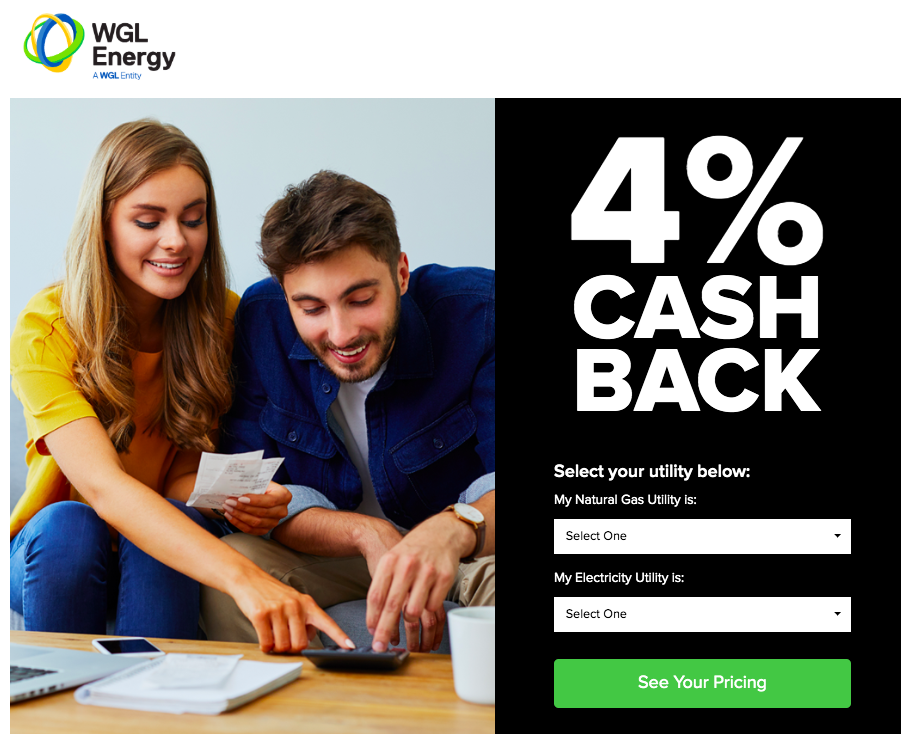 WGL
Energy
A WGL Entity
4%
CASH
BACK
Select your utility below:
My Natural Gas Utility is:
Select One
My Electricity Utility is:
Select One
See Your Pricing